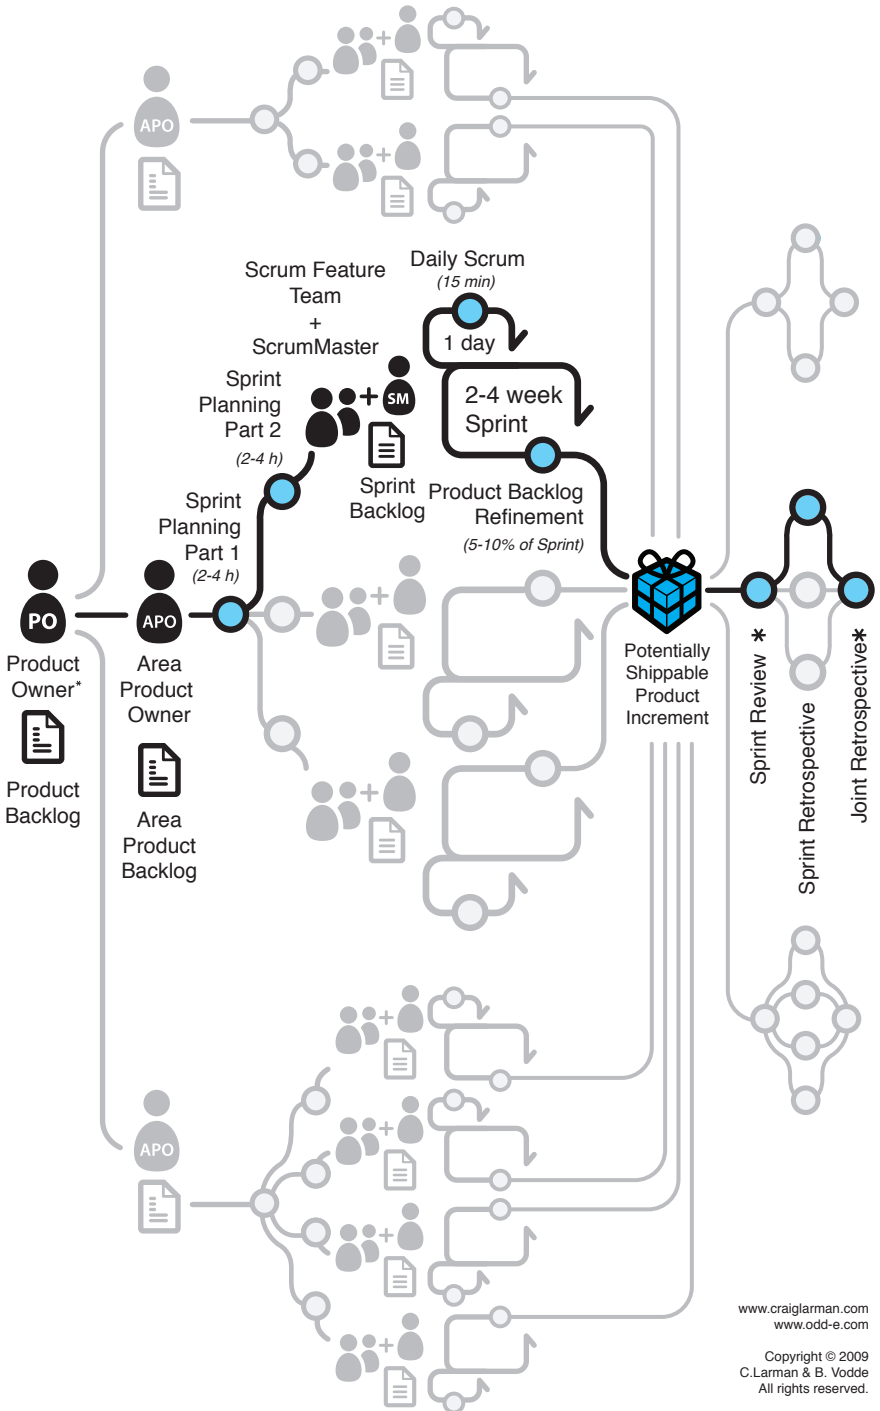 APO
Scrum Feature
Team
+
ScrumMaster
Daily Scrum
(15 min)
1 day
Sprint
Planning
Part 2
(2-4 h)
+
SM
2-4 week
Sprint
Sprint
Backlog
Product Backlog
Refinement
(5-10% of Sprint)
Sprint
Planning
Part 1
(2-4 h)
PO
APO
Product
Owner*
Product
Backlog
Area
Product
Owner
Area
Product
Backlog
Potentially
Shippable
Product
Increment
Sprint Review *
Sprint Retrospective
Joint Retrospective*
APO
www.craiglarman.com
www.odd-e.com
Copyright © 2009
C.Larman & B. Vodde
All rights reserved.